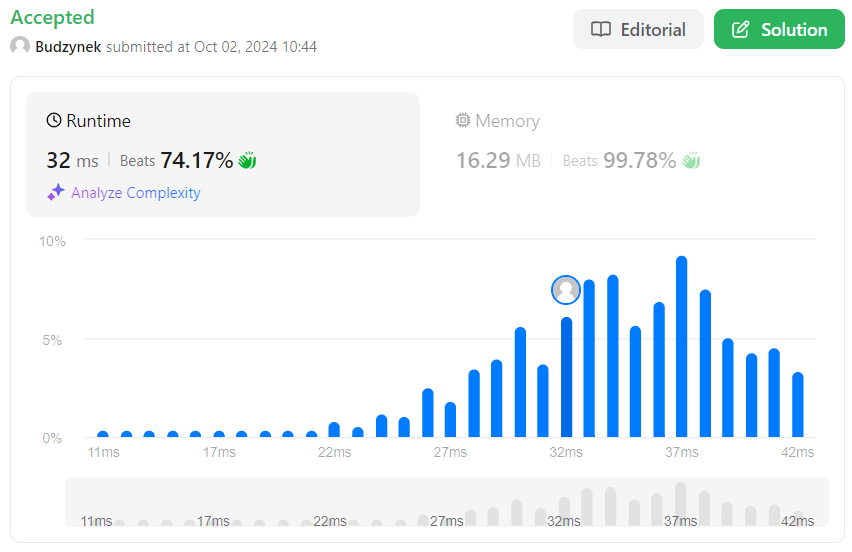 Accepted
Editorial
Solution
Budzynek submitted at Oct 02, 2024 10:44
Runtime
32 ms | Beats 74.17%
Analyze Complexity
Memory
16.29 MB | Beats 99.78%
10%
5%
0%
11ms 17ms 22ms 27ms 32ms 37ms 42ms
11ms 17ms 22ms 27ms 32ms 37ms 42ms